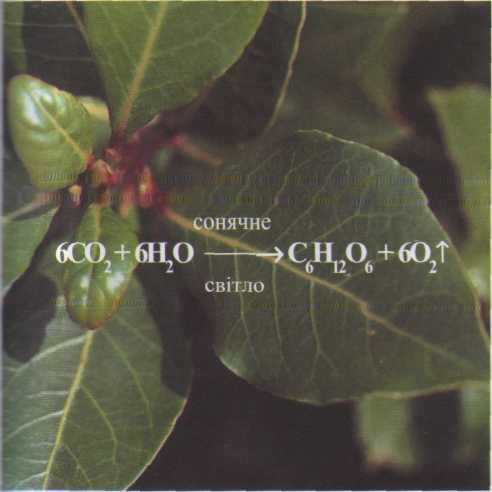 сонячне
6CO₂ + 6H₂O ⟶ C₆H₁₂O₆ + 6O₂↑
світло